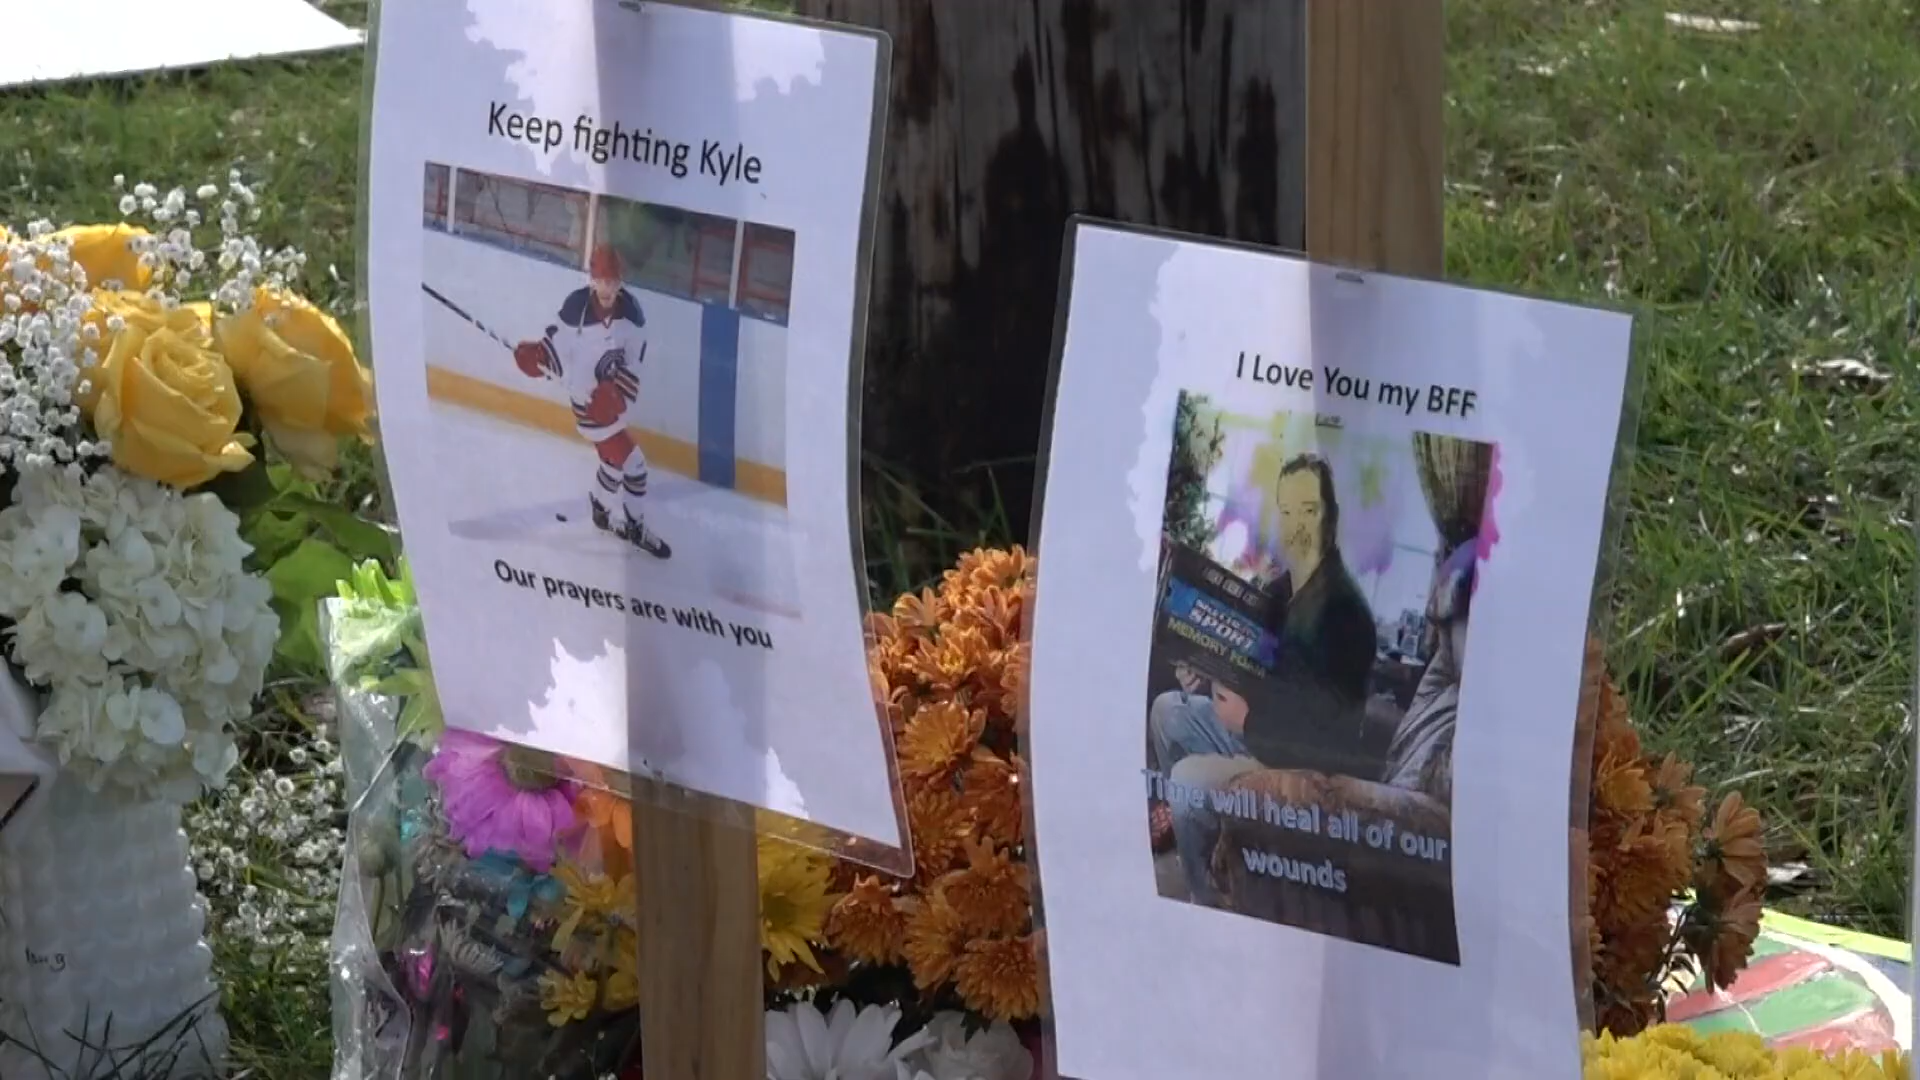 Keep fighting Kyle
Our prayers are with you
I Love You my BFF
SPORT
MEMORY FOAM
Time will heal all of our
wounds